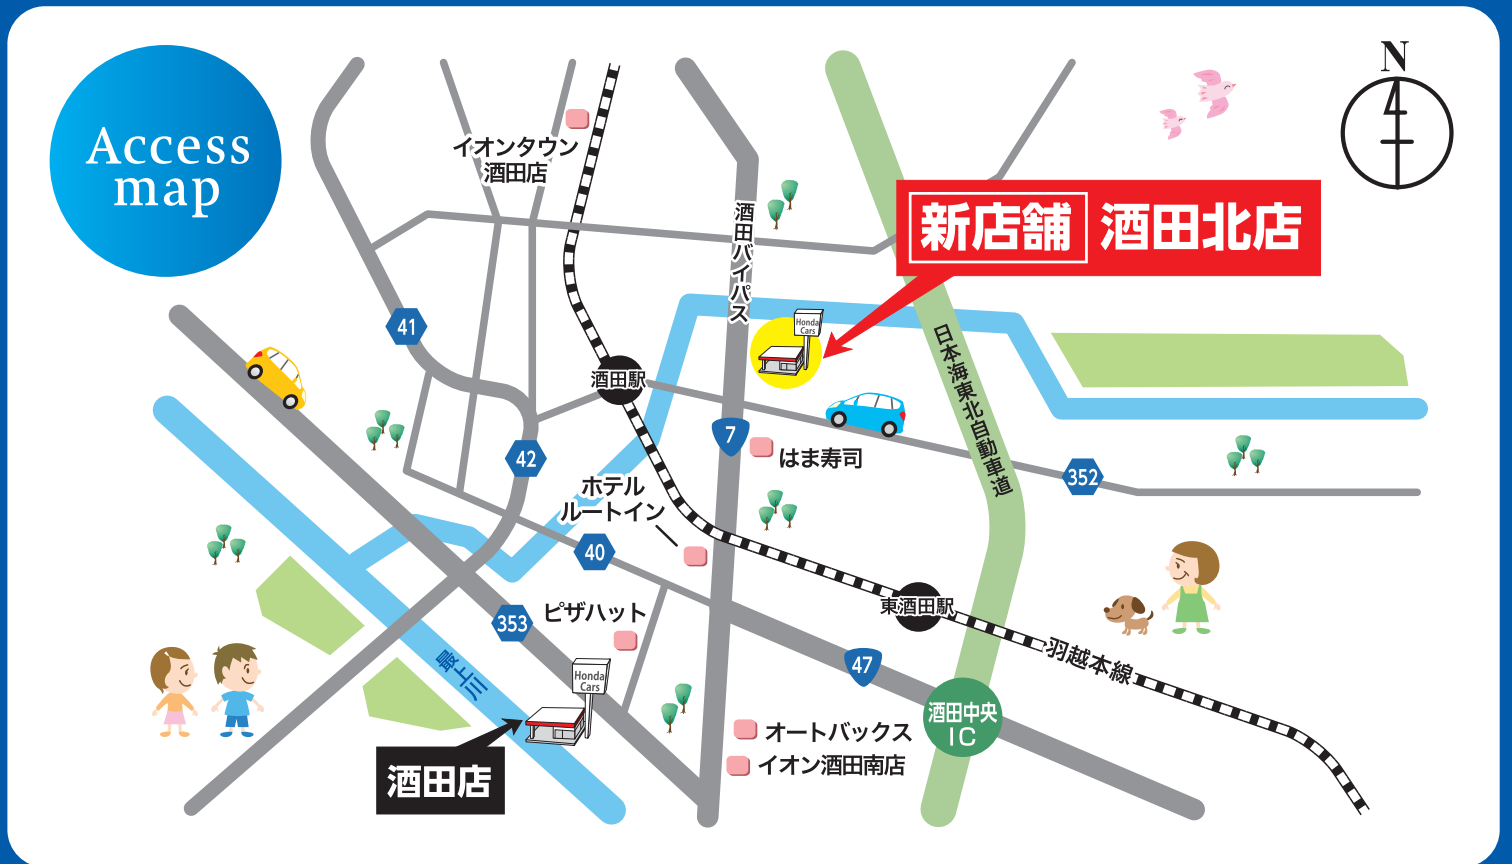 Access
map
N
イオンタウン
酒田店
酒田バイパス
新店舗 酒田北店
Honda
Cars
41
酒田駅
日本海東北自動車道
7
はま寿司
42
352
ホテル
ルートイン
40
東酒田駅
ピザハット
353
羽越本線
最上川
47
Honda
Cars
酒田中央
IC
オートバックス
イオン酒田南店
酒田店